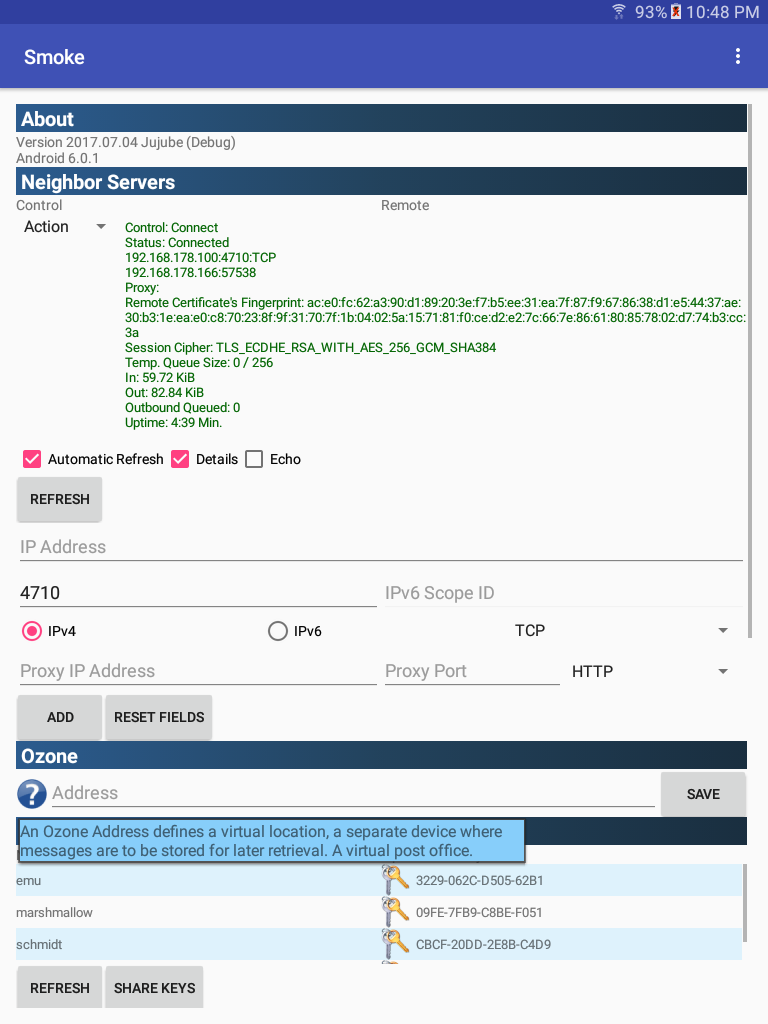 93% 10:48 PM
Smoke
About
Version 2017.07.04 Jujube (Debug)
Android 6.0.1
Neighbor Servers
Control Remote
Action
Control: Connect
Status: Connected
192.168.178.100:4710:TCP
192.168.178.166:57538
Proxy:
Remote Certificate's Fingerprint: ac:e0:fc:62:a3:90:d1:89:20:3e:f7:b5:ee:31:ea:7f:87:f9:67:86:38:d1:e5:44:37:ae:
30:b3:1e:ea:e0:c8:70:23:8f:9f:31:70:7f:1b:04:02:5a:15:71:81:f0:ce:d2:e2:7c:66:7e:86:61:80:85:78:02:d7:74:b3:cc:
3a
Session Cipher: TLS_ECDHE_RSA_WITH_AES_256_GCM_SHA384
Temp. Queue Size: 0 / 256
In: 59.72 KiB
Out: 82.84 KiB
Outbound Queued: 0
Uptime: 4:39 Min.
Automatic Refresh Details Echo
REFRESH
IP Address
4710 IPv6 Scope ID
IPv4 IPv6 TCP
Proxy IP Address Proxy Port HTTP
ADD RESET FIELDS
Ozone
? Address SAVE
An Ozone Address defines a virtual location, a separate device where
messages are to be stored for later retrieval. A virtual post office.
emu 3229-062C-D505-62B1
marshmallow 09FE-7FB9-C8BE-F051
schmidt CBCF-20DD-2E8B-C4D9
REFRESH SHARE KEYS